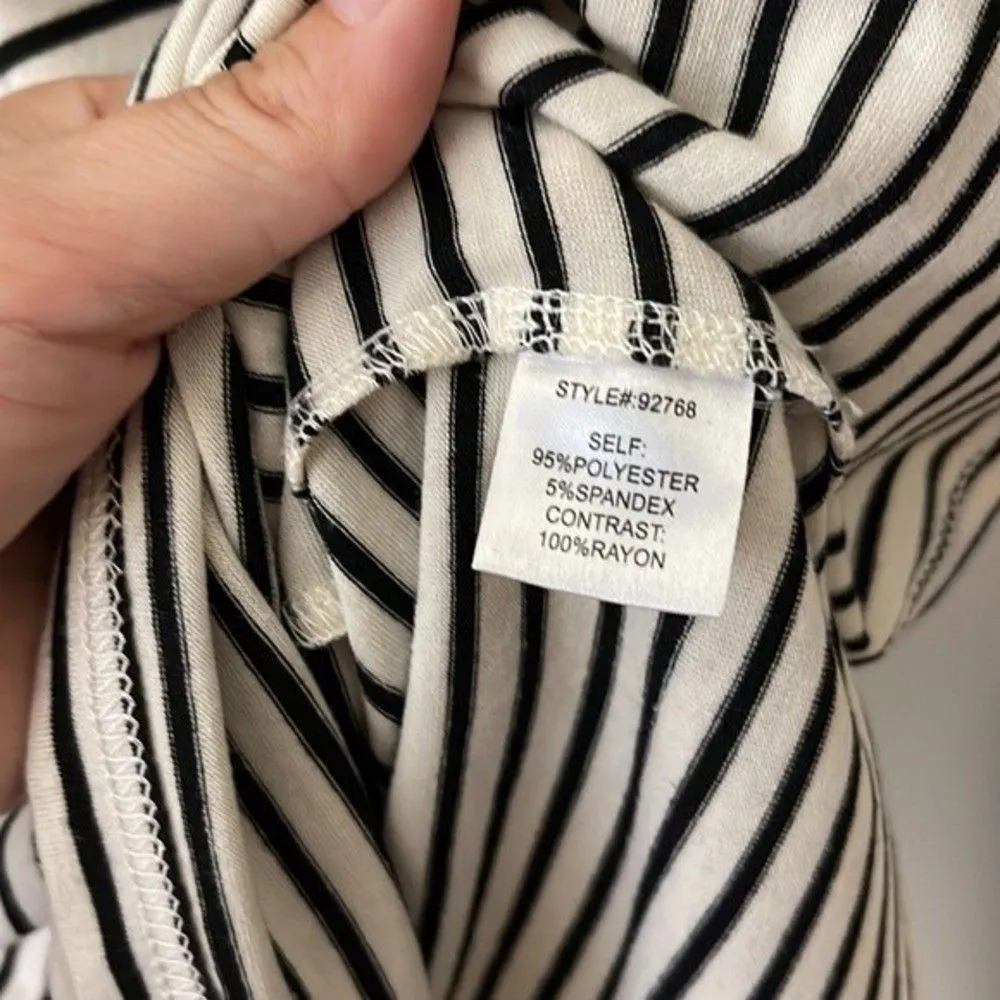 STYLE#:92768
SELF:
95%POLYESTER
5%SPANDEX
CONTRAST:
100%RAYON